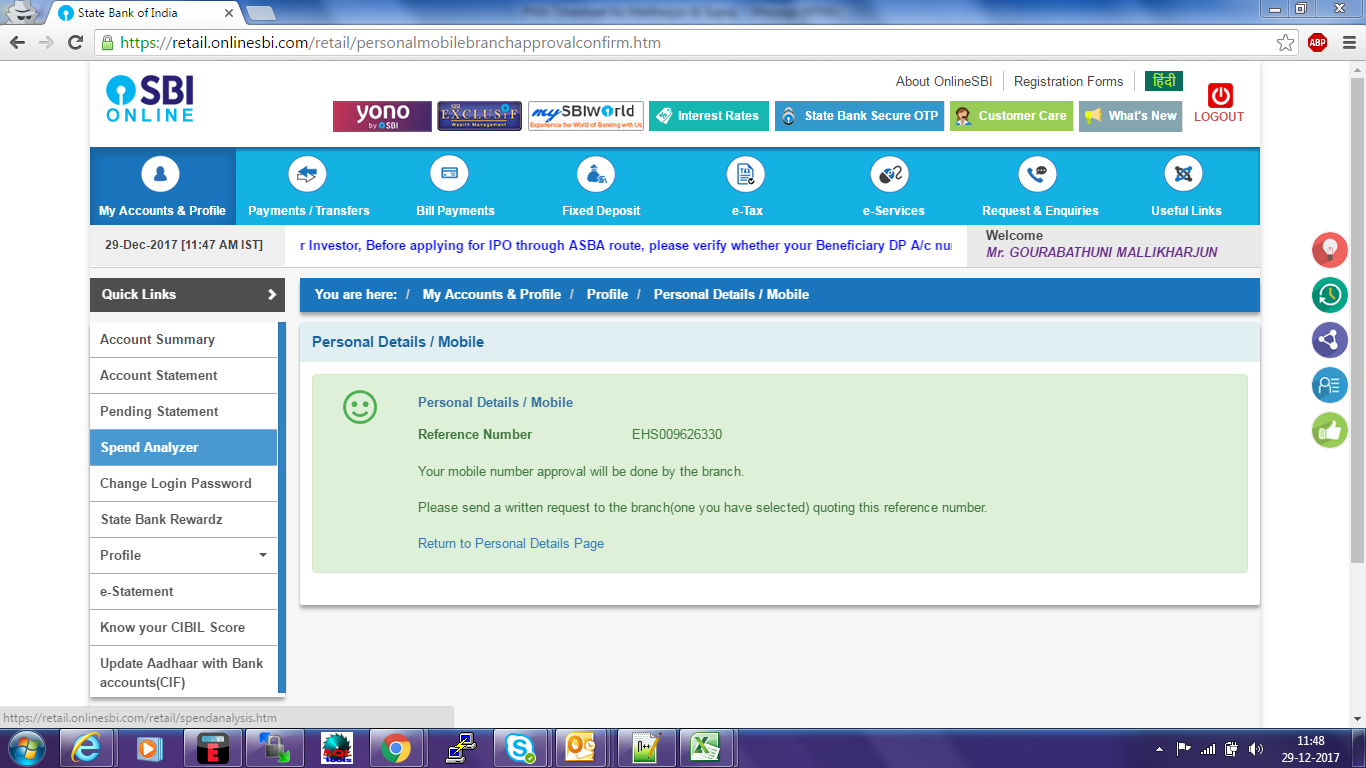 State Bank of India
https://retail.onlinesbi.com/retail/personalmobilebranchapprovalconfirm.htm
ABP
SBI
ONLINE
About OnlineSBI
Registration Forms
हिंदी
yono
by SBI
SBI
EXCLUSIF
Wealth Management
my SBIWorld
Experience the World of Banking with Us
Interest Rates
State Bank Secure OTP
Customer Care
What's New
LOGOUT
My Accounts & Profile
Payments / Transfers
Bill Payments
Fixed Deposit
TAX
e-Tax
e-Services
Request & Enquiries
Useful Links
29-Dec-2017 [11:47 AM IST]
r Investor, Before applying for IPO through ASBA route, please verify whether your Beneficiary DP A/c nu
Welcome
Mr. GOURABATHUNI MALLIKHARJUN
Quick Links
You are here: / My Accounts & Profile / Profile / Personal Details / Mobile
Account Summary
Account Statement
Pending Statement
Spend Analyzer
Change Login Password
State Bank Rewardz
Profile
e-Statement
Know your CIBIL Score
Update Aadhaar with Bank
accounts(CIF)
Personal Details / Mobile
Personal Details / Mobile
Reference Number EHS009626330
Your mobile number approval will be done by the branch.
Please send a written request to the branch(one you have selected) quoting this reference number.
Return to Personal Details Page
https://retail.onlinesbi.com/retail/spendanalysis.htm
11:48
29-12-2017